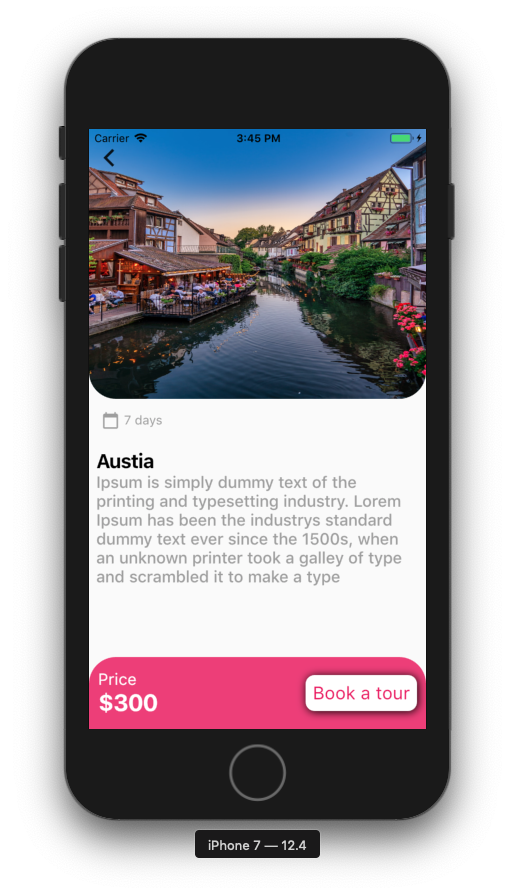 Carrier 3:45 PM
7 days
Austia
Ipsum is simply dummy text of the
printing and typesetting industry. Lorem
Ipsum has been the industrys standard
dummy text ever since the 1500s, when
an unknown printer took a galley of type
and scrambled it to make a type
Price
$300
Book a tour
iPhone 7 — 12.4